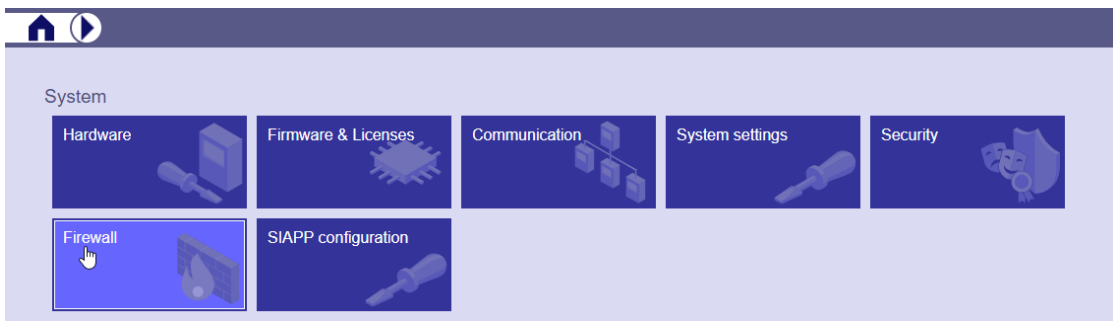 System
Hardware
Firmware & Licenses
Communication
System settings
Security
Firewall
SIAPP configuration